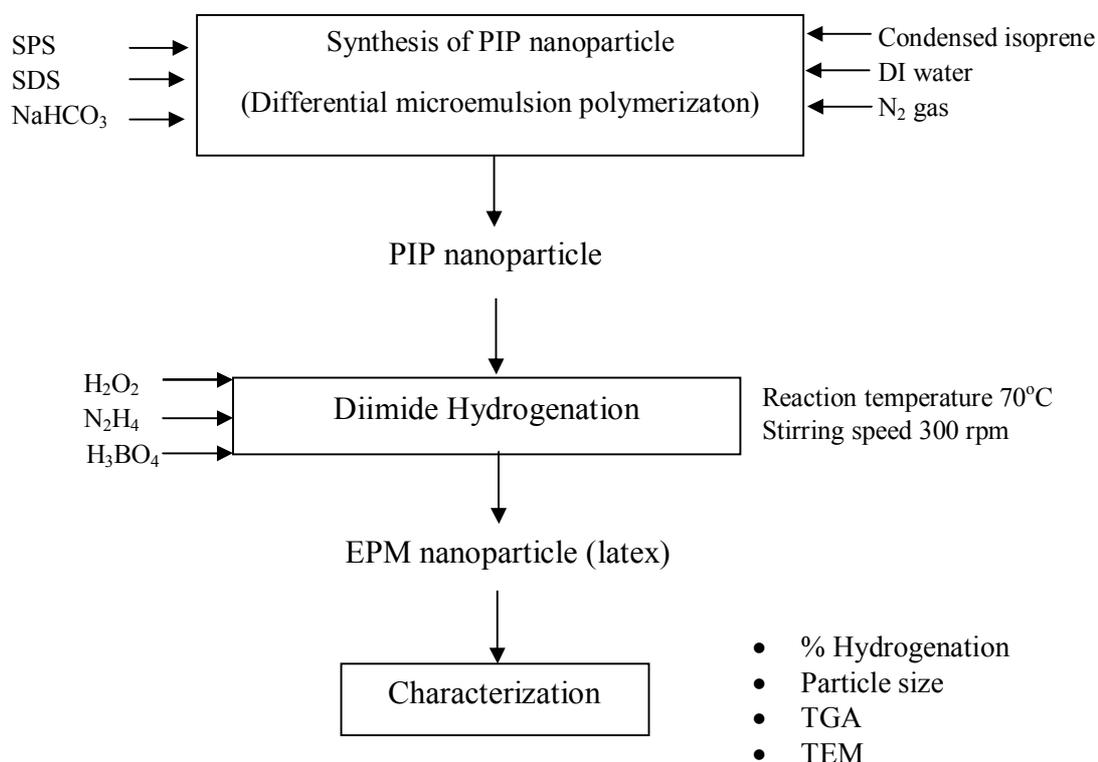 SPS
SDS
NaHCO₃
Synthesis of PIP nanoparticle
(Differential microemulsion polymerizaton)
Condensed isoprene
DI water
N₂ gas
PIP nanoparticle
H₂O₂
N₂H₄
H₃BO₄
Diimide Hydrogenation
Reaction temperature 70°C
Stirring speed 300 rpm
EPM nanoparticle (latex)
Characterization
• % Hydrogenation
• Particle size
• TGA
• TEM